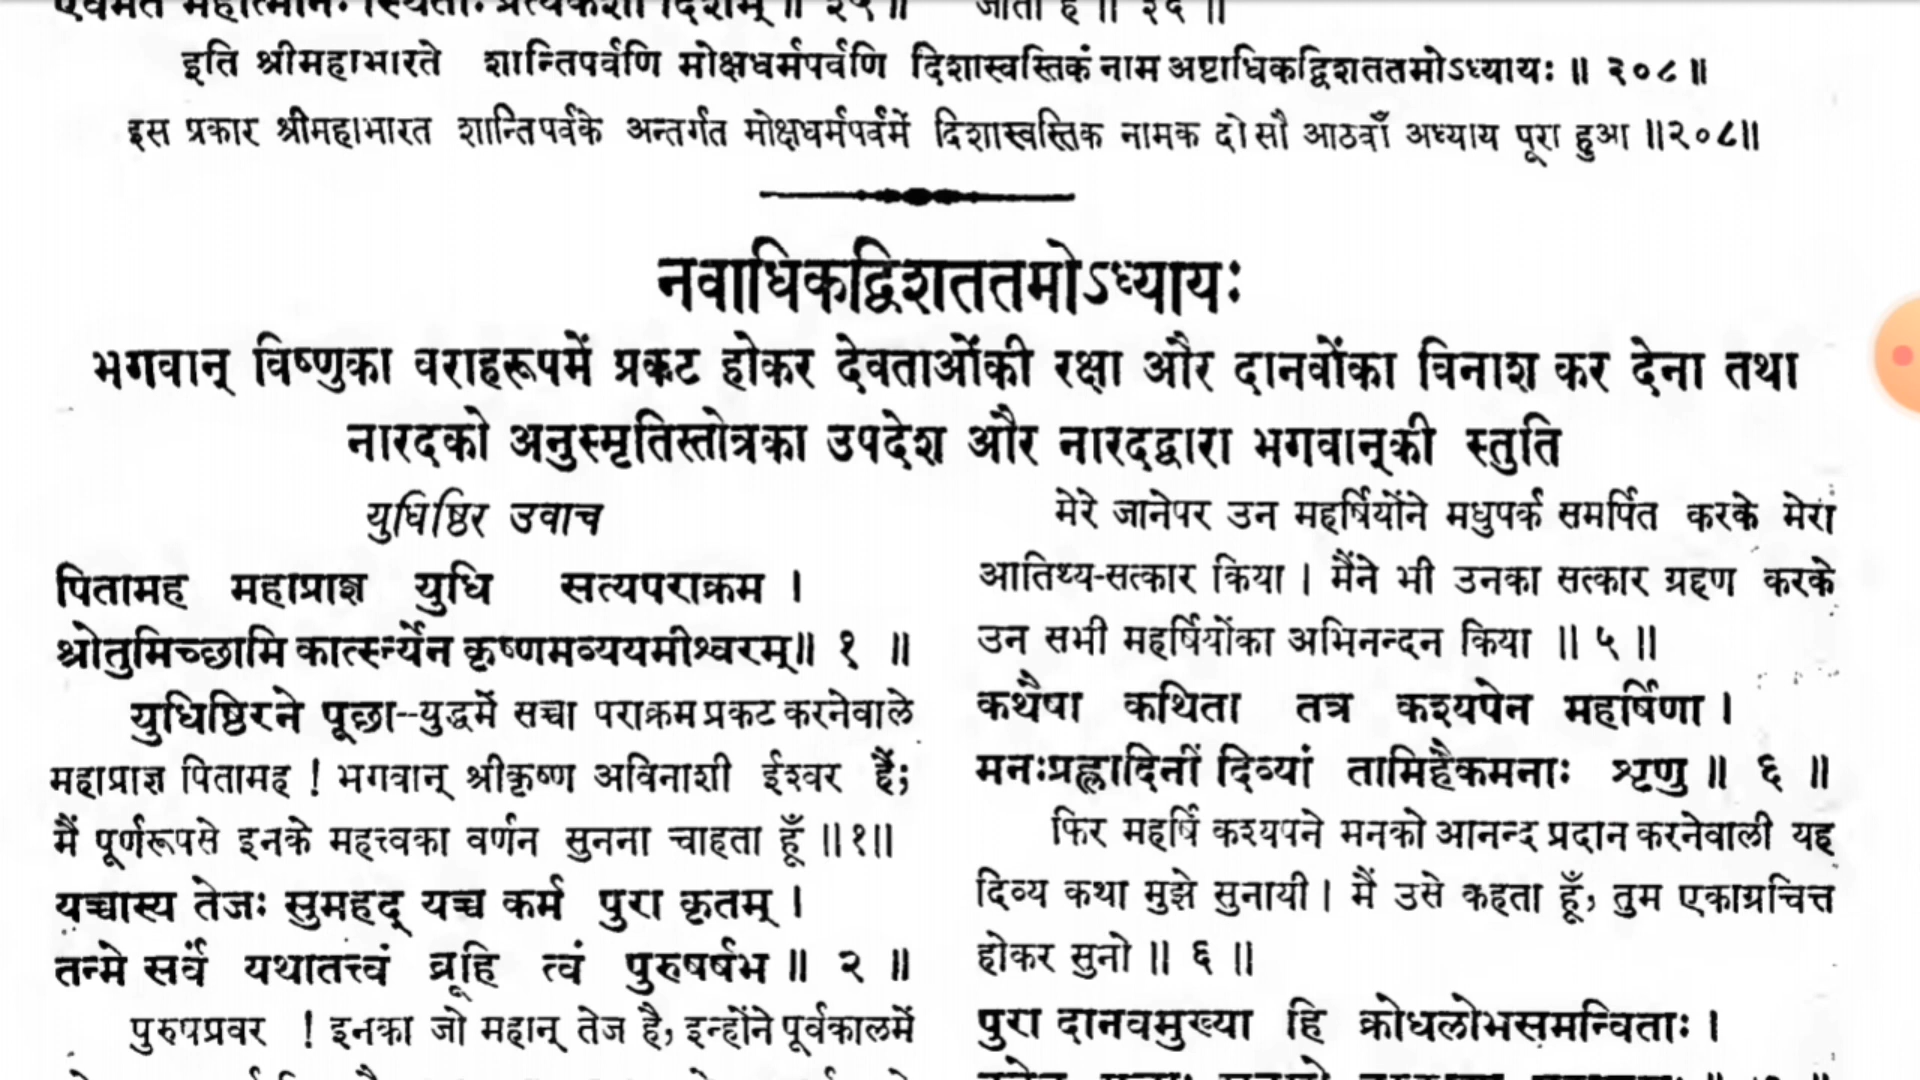 जाता है ॥ ३६ ॥
इति श्रीमहाभारते शान्तिपर्वणि मोक्षधर्मपर्वणि दिशास्वस्तिकं नाम अष्टाधिकद्विशततमोऽध्यायः ॥ २०८ ॥
इस प्रकार श्रीमहाभारत शान्तिपर्वके अन्तर्गत मोक्षधर्मपर्वमें दिशास्वस्तिक नामक दो सौ आठवाँ अध्याय पूरा हुआ ॥२०८॥
नवाधिकद्विशततमोऽध्यायः
भगवान् विष्णुका वराहरूपमें प्रकट होकर देवताओंकी रक्षा और दानवोंका विनाश कर देना तथा
नारदको अनुस्मृतिस्तोत्रका उपदेश और नारदद्वारा भगवान्‌की स्तुति
युधिष्ठिर उवाच
पितामह महाप्राज्ञ युधि सत्यपराक्रम ।
श्रोतुमिच्छामि कात्स्न्र्येन कृष्णमव्ययमीश्वरम्॥ १ ॥
युधिष्ठिरने पूछा--युद्धमें सच्चा पराक्रम प्रकट करनेवाले
महाप्राज्ञ पितामह ! भगवान् श्रीकृष्ण अविनाशी ईश्वर हैं;
मैं पूर्णरूपसे इनके महत्त्वका वर्णन सुनना चाहता हूँ ॥१॥
यच्चास्य तेजः सुमहद् यच्च कर्म पुरा कृतम् ।
तन्मे सर्वं यथातत्त्वं ब्रूहि त्वं पुरुषर्षभ ॥ २ ॥
पुरुषप्रवर ! इनका जो महान् तेज है, इन्होंने पूर्वकालमें
मेरे जानेपर उन महर्षियोंने मधुपर्क समर्पित करके मेरा
आतिथ्य-सत्कार किया । मैंने भी उनका सत्कार ग्रहण करके
उन सभी महर्षियोंका अभिनन्दन किया ॥ ५ ॥
कथैषा कथिता तत्र कश्यपेन महर्षिणा ।
मनःप्रह्लादिनीं दिव्यां तामिहैकमनाः शृणु ॥ ६ ॥
फिर महर्षि कश्यपने मनको आनन्द प्रदान करनेवाली यह
दिव्य कथा मुझे सुनायी । मैं उसे कहता हूँ, तुम एकाग्रचित्त
होकर सुनो ॥ ६ ॥
पुरा दानवमुख्या हि क्रोधलोभसमन्विताः ।